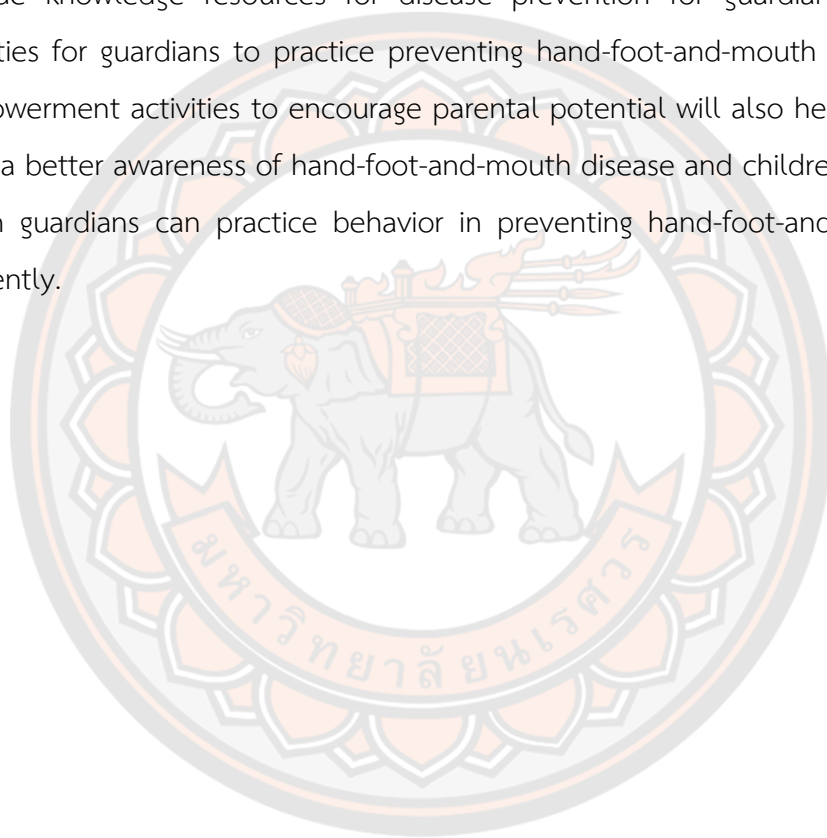 de knowledge resources for disease prevention for guardian
ties for guardians to practice preventing hand-foot-and-mouth
owerment activities to encourage parental potential will also he
a better awareness of hand-foot-and-mouth disease and childre
n guardians can practice behavior in preventing hand-foot-and
ently.
มหาวิทยาลัยนเรศวร